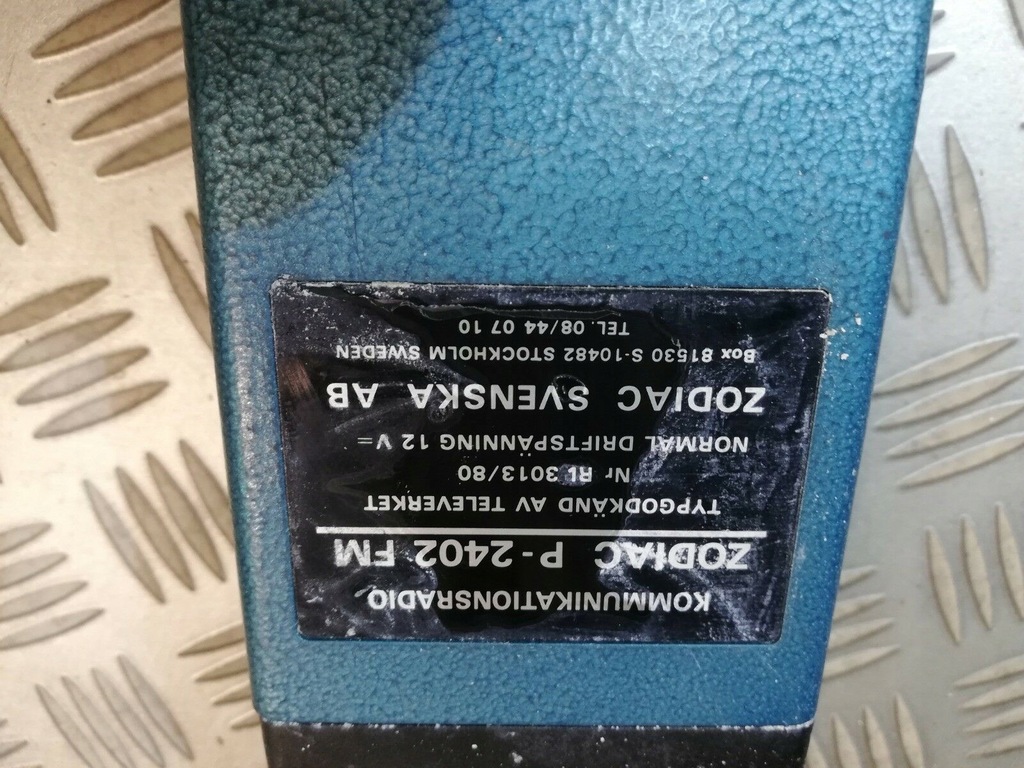 KOMMUNIKATIONSRADIO
ZODIAC P-2402 FM
TYPGODKÄND AV TELEVERKET
Nr RL 3013/80
NORMAL DRIFTSPÄNNING 12 V=
ZODIAC SVENSKA AB
Box 81530 S-10482 STOCKHOLM SWEDEN
TEL. 08/44 07 10